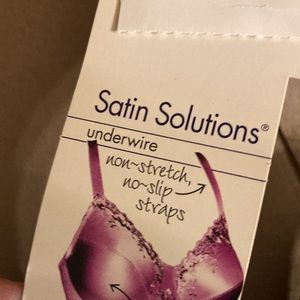 Satin Solutions®
underwire
non~stretch,
no~slip
straps